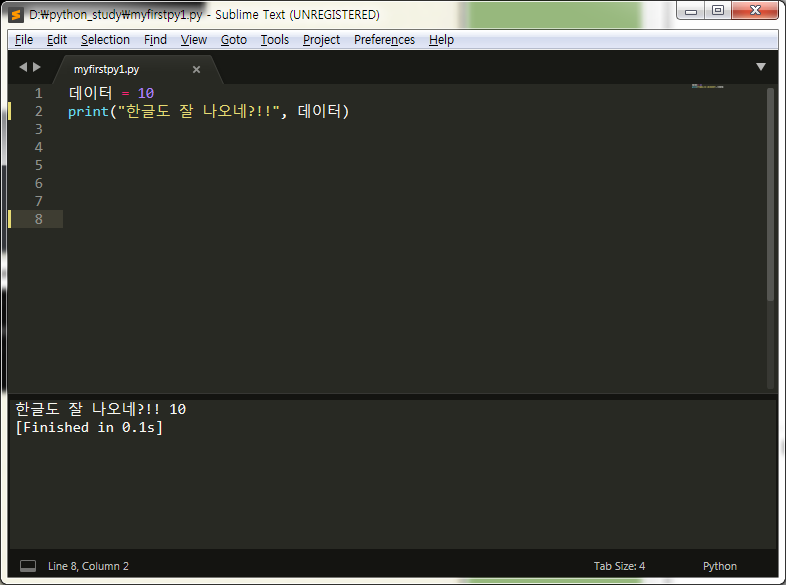 D:₩python_study₩myfirstpy1.py - Sublime Text (UNREGISTERED)
File Edit Selection Find View Goto Tools Project Preferences Help
myfirstpy1.py
1 데이터 = 10
2 print("한글도 잘 나오네?!!", 데이터)
3
4
5
6
7
8
한글도 잘 나오네?!! 10
[Finished in 0.1s]
Line 8, Column 2 Tab Size: 4 Python